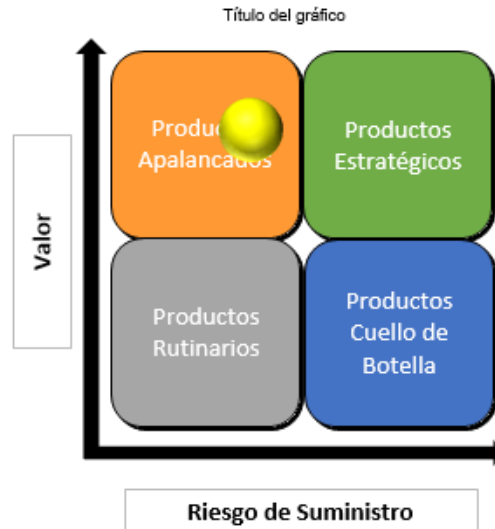 Título del gráfico
Apalancados
Productos
Estratégicos
Valor
Productos
Rutinarios
Productos
Cuello de
Botella
Riesgo de Suministro